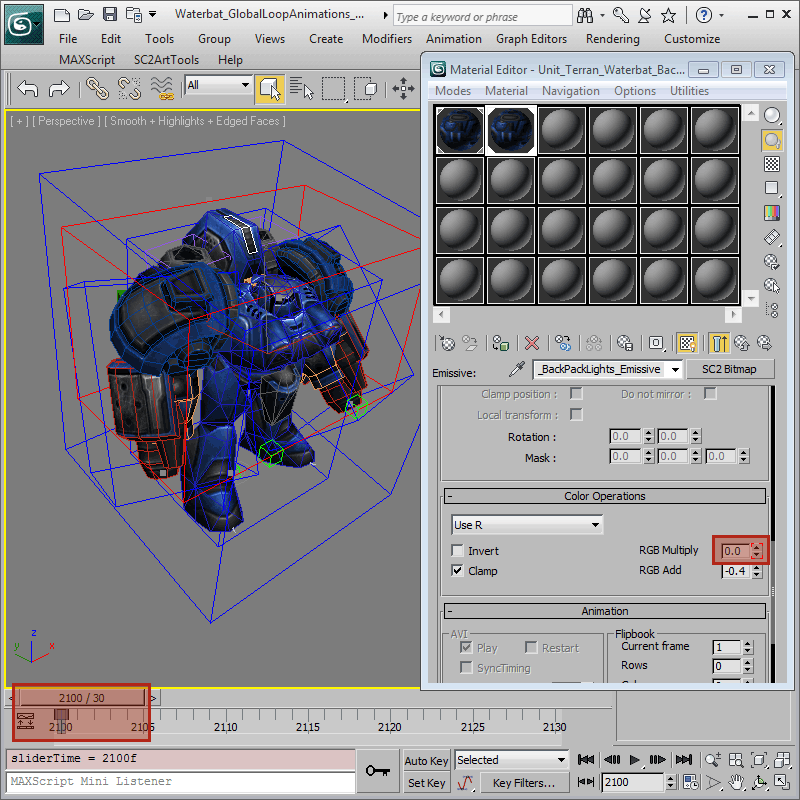 Waterbat_GlobalLoopAnimations_...
Type a keyword or phrase
File Edit Tools Group Views Create Modifiers Animation Graph Editors Rendering Customize
MAXScript SC2ArtTools Help
All
[ + ] [ Perspective ] [ Smooth + Highlights + Edged Faces ]
z
y
x
Material Editor - Unit_Terran_Waterbat_Bac...
Modes Material Navigation Options Utilities
Emissive: _BackPackLights_Emissive SC2 Bitmap
Clamp position : Do not mirror :
Local transform :
Rotation : 0.0 0.0
Mask : 0.0 0.0 0.0
- Color Operations
Use R
Invert RGB Multiply 0.0
Clamp RGB Add -0.4
- Animation
AVI Flipbook
Play Restart Current frame 1
SyncTiming Rows 0
< 2100 / 30 >
2100 2105 2110 2115 2120 2125 2130
sliderTime = 2100f
MAXScript Mini Listener
Auto Key Selected
Set Key Key Filters... 2100